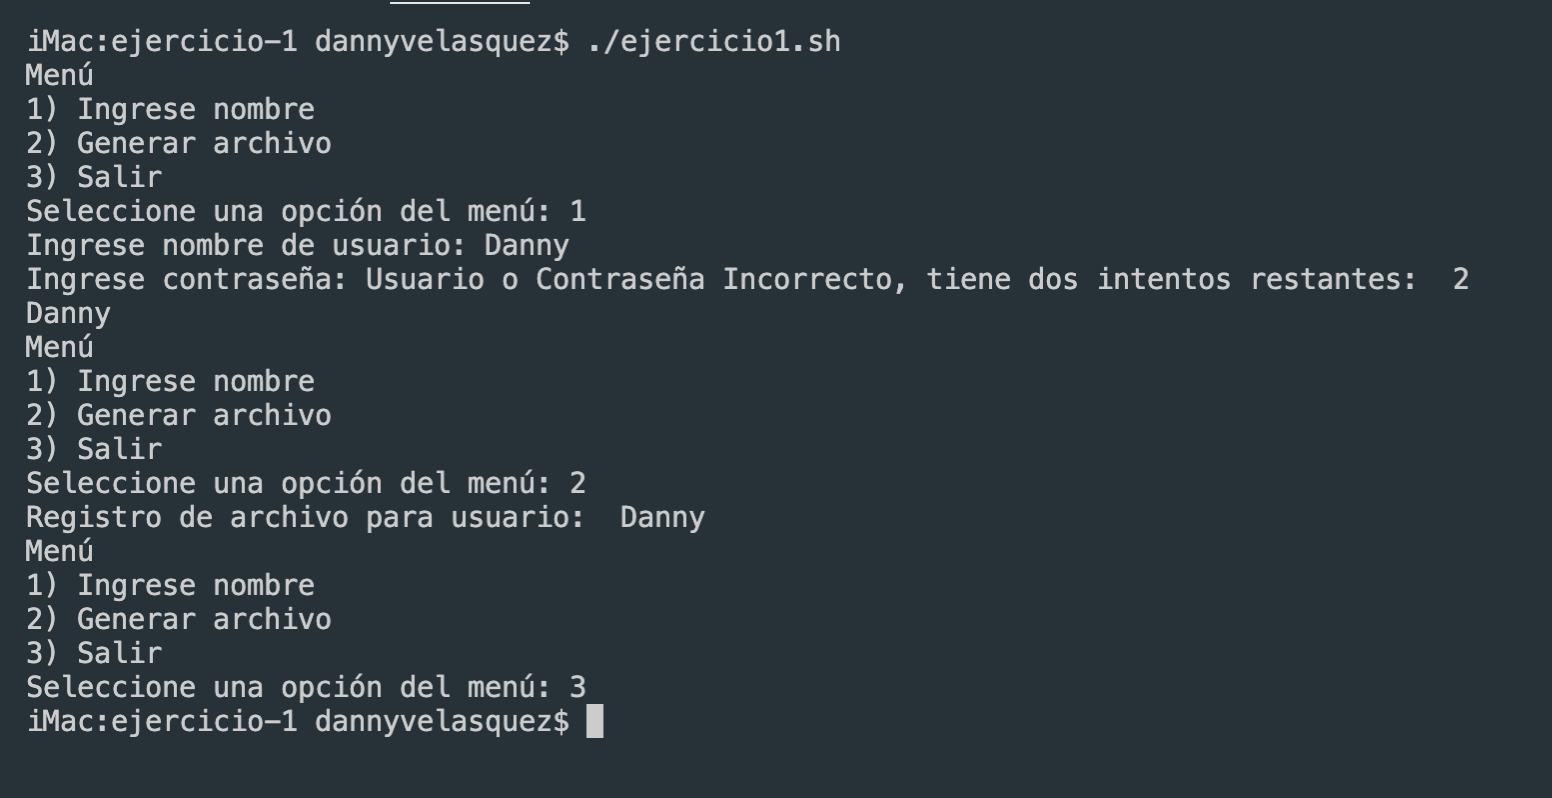 iMac:ejercicio-1 dannyvelasquez$ ./ejercicio1.sh
Menú
1) Ingrese nombre
2) Generar archivo
3) Salir
Seleccione una opción del menú: 1
Ingrese nombre de usuario: Danny
Ingrese contraseña: Usuario o Contraseña Incorrecto, tiene dos intentos restantes:  2
Danny
Menú
1) Ingrese nombre
2) Generar archivo
3) Salir
Seleccione una opción del menú: 2
Registro de archivo para usuario:  Danny
Menú
1) Ingrese nombre
2) Generar archivo
3) Salir
Seleccione una opción del menú: 3
iMac:ejercicio-1 dannyvelasquez$